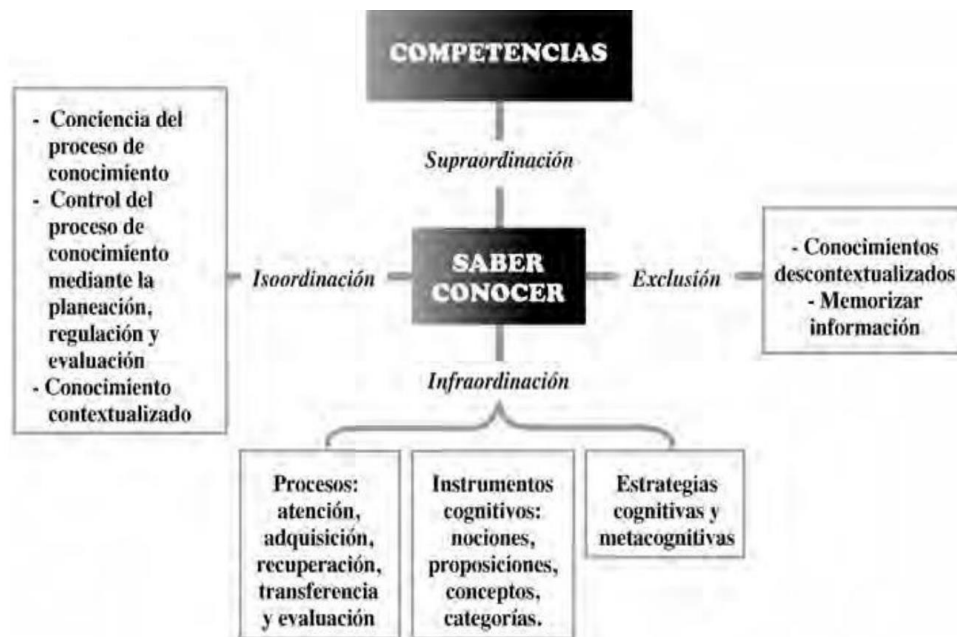 COMPETENCIAS
Supraordinación
- Conciencia del
proceso de
conocimiento
- Control del
proceso de
conocimiento
mediante la
planeación,
regulación y
evaluación
- Conocimiento
contextualizado
Isoordinación
SABER
CONOCER
Exclusión
- Conocimientos
descontextualizados
- Memorizar
información
Infraordinación
Procesos:
atención,
adquisición,
recuperación,
transferencia
y evaluación
Instrumentos
cognitivos:
nociones,
proposiciones,
conceptos,
categorías.
Estrategias
cognitivas y
metacognitivas